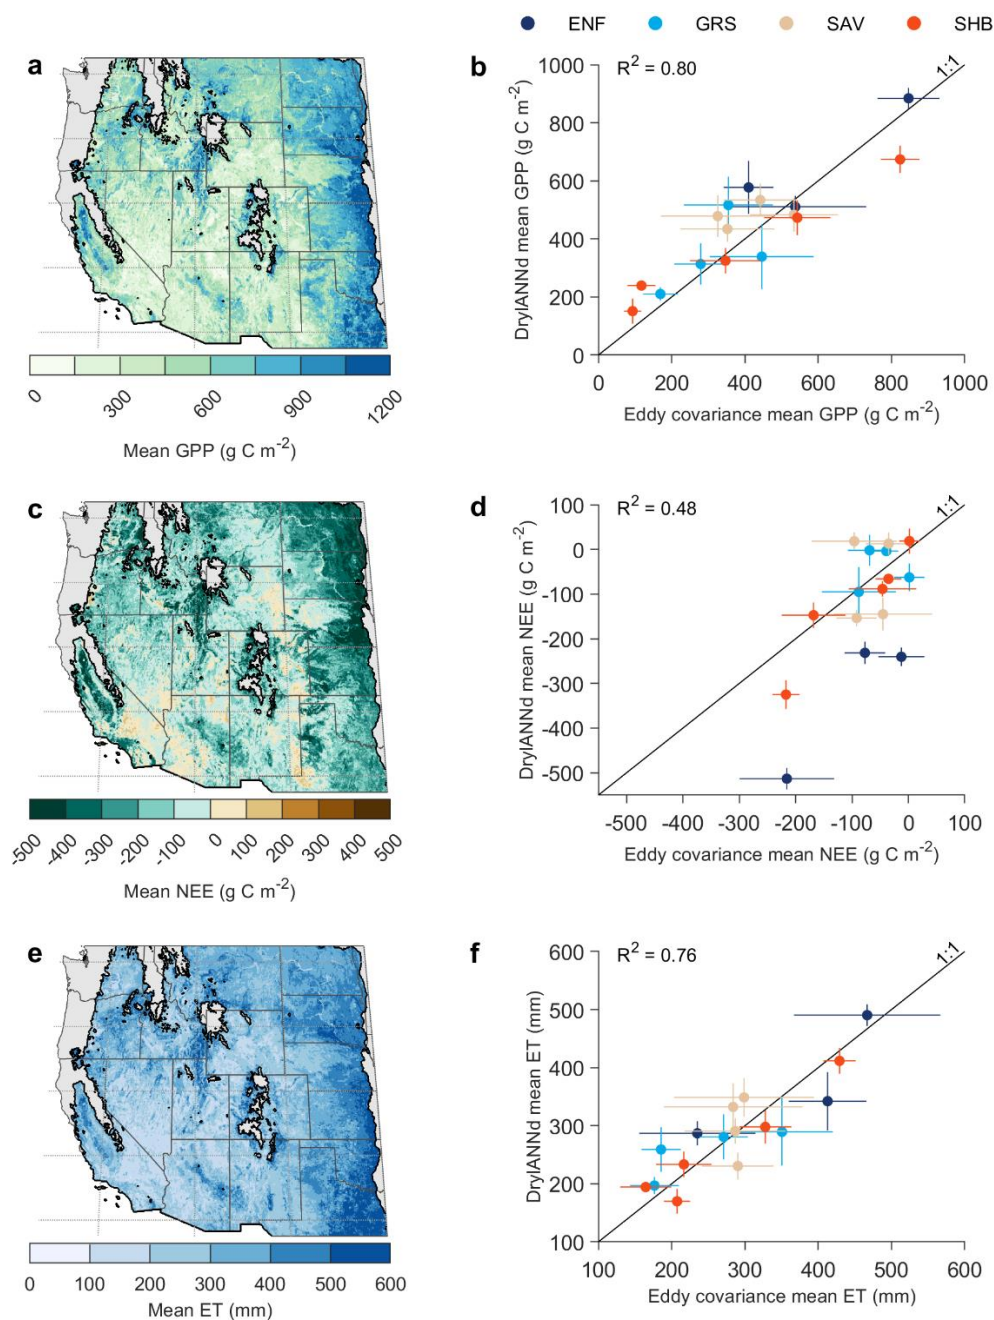 ENF GRS SAV SHB
a
0 300 600 900 1200
Mean GPP (g C m-2)
b
R2 = 0.80
1:1
1000
800
600
400
200
0
DrylANNd mean GPP (g C m-2)
0 200 400 600 800 1000
Eddy covariance mean GPP (g C m-2)
c
-500 -400 -300 -200 -100 0 100 200 300 400 500
Mean NEE (g C m-2)
d
R2 = 0.48
1:1
100
0
-100
-200
-300
-400
-500
DrylANNd mean NEE (g C m-2)
-500 -400 -300 -200 -100 0 100
Eddy covariance mean NEE (g C m-2)
e
0 100 200 300 400 500 600
Mean ET (mm)
f
R2 = 0.76
1:1
600
500
400
300
200
100
DrylANNd mean ET (mm)
100 200 300 400 500 600
Eddy covariance mean ET (mm)